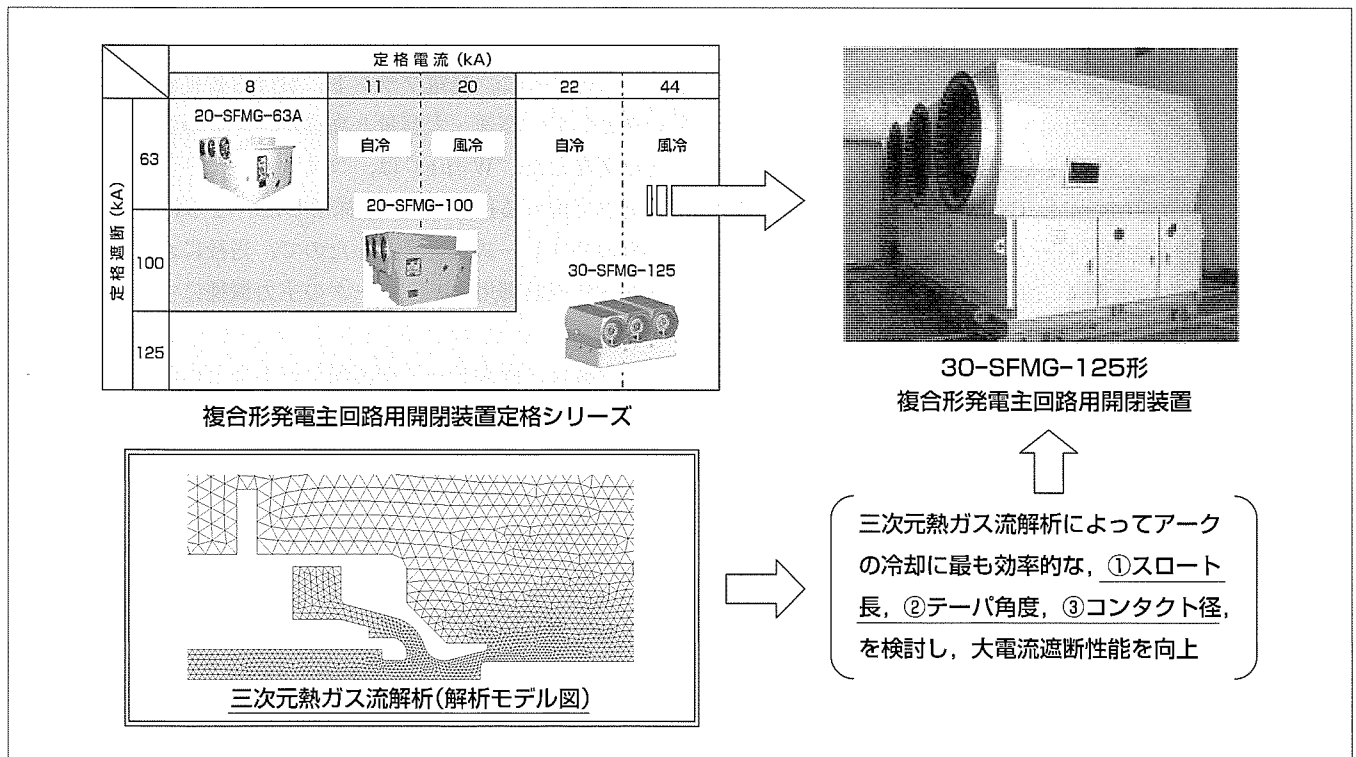 定格電流 (kA)
8 11 20 22 44
定格遮断 (kA)
63
100
125
20-SFMG-63A
自冷 風冷 自冷 風冷
20-SFMG-100
30-SFMG-125
複合形発電主回路用開閉装置定格シリーズ
30-SFMG-125形
複合形発電主回路用開閉装置
三次元熱ガス流解析(解析モデル図)
三次元熱ガス流解析によってアーク
の冷却に最も効率的な，①スロート
長，②テーパ角度，③コンタクト径，
を検討し，大電流遮断性能を向上